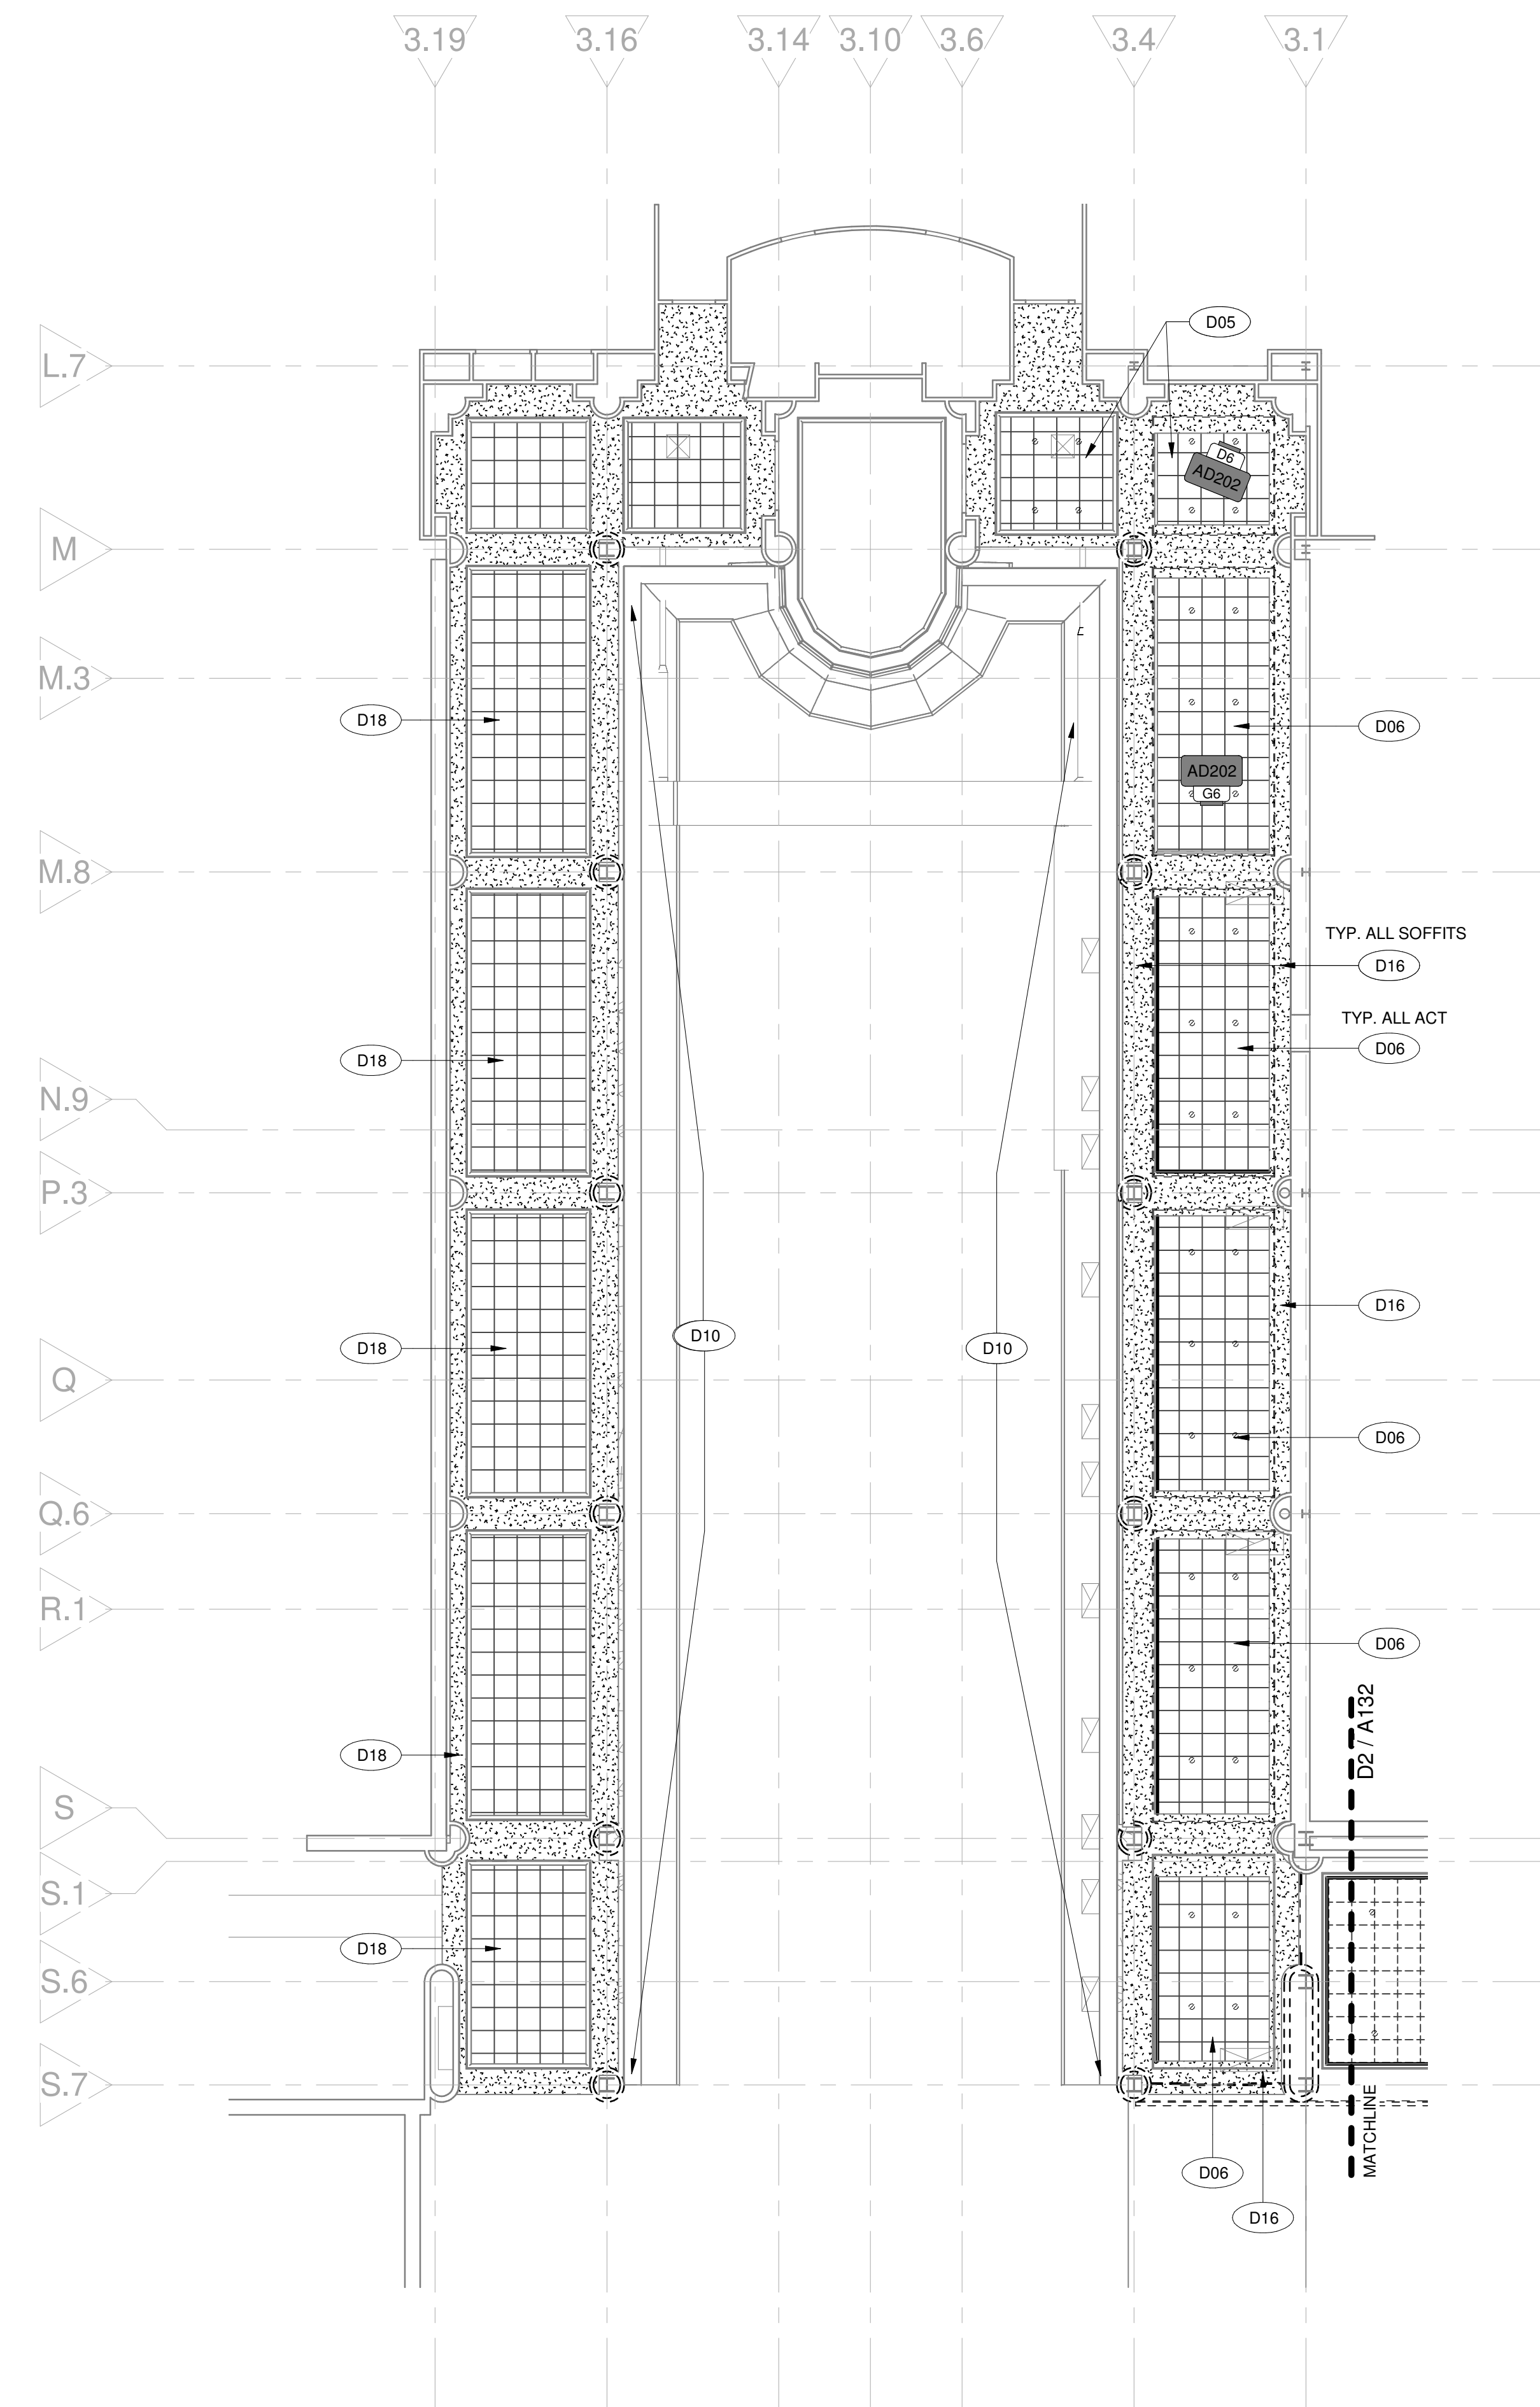 3.19
3.16
3.14
3.10
3.6
3.4
3.1
D05
L.7
D6
AD202
M
M.3
D18
D06
AD202
G6
M.8
TYP. ALL SOFFITS
D16
TYP. ALL ACT
D18
D06
N.9
P.3
D16
D10
D18
D10
Q
D06
Q.6
R.1
D06
D2 / A132
D18
S
S.1
D18
S.6
S.7
MATCHLINE
D06
D16